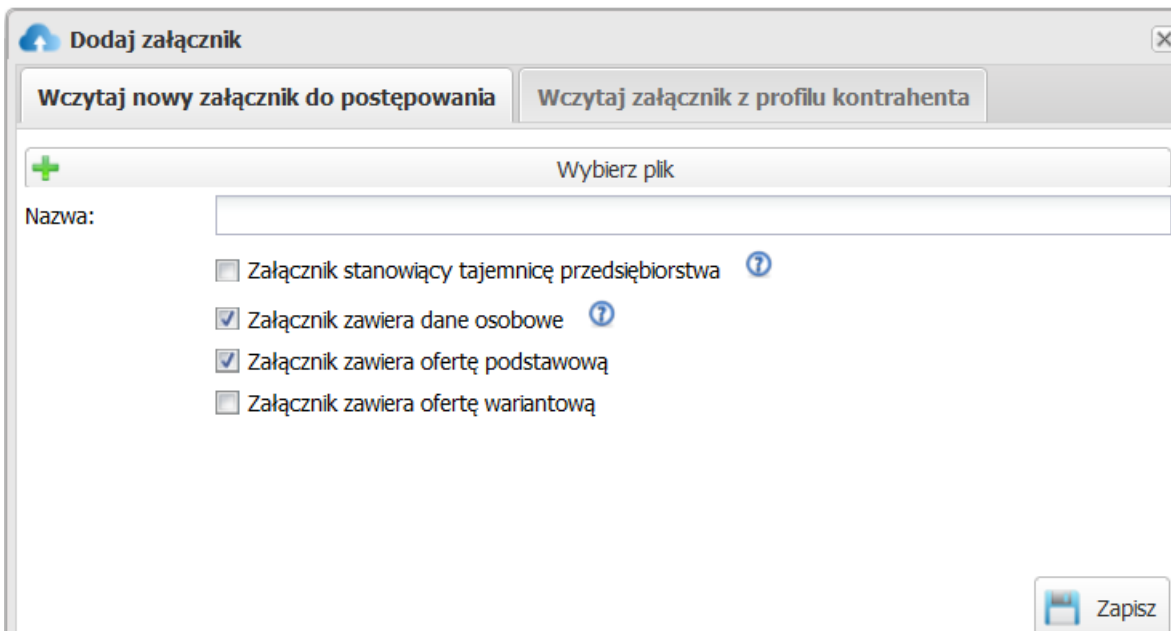 Dodaj załącznik
Wczytaj nowy załącznik do postępowania Wczytaj załącznik z profilu kontrahenta
Wybierz plik
Nazwa:
Załącznik stanowiący tajemnicę przedsiębiorstwa ?
Załącznik zawiera dane osobowe ?
Załącznik zawiera ofertę podstawową
Załącznik zawiera ofertę wariantową
Zapisz